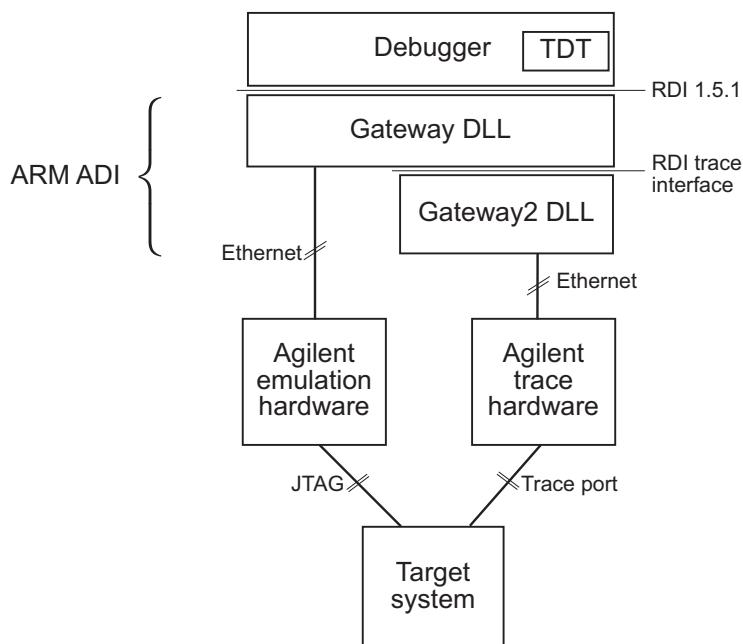 Debugger
TDT
RDI 1.5.1
Gateway DLL
ARM ADI
RDI trace
interface
Gateway2 DLL
Ethernet
Ethernet
Agilent
emulation
hardware
Agilent
trace
hardware
JTAG
Trace port
Target
system